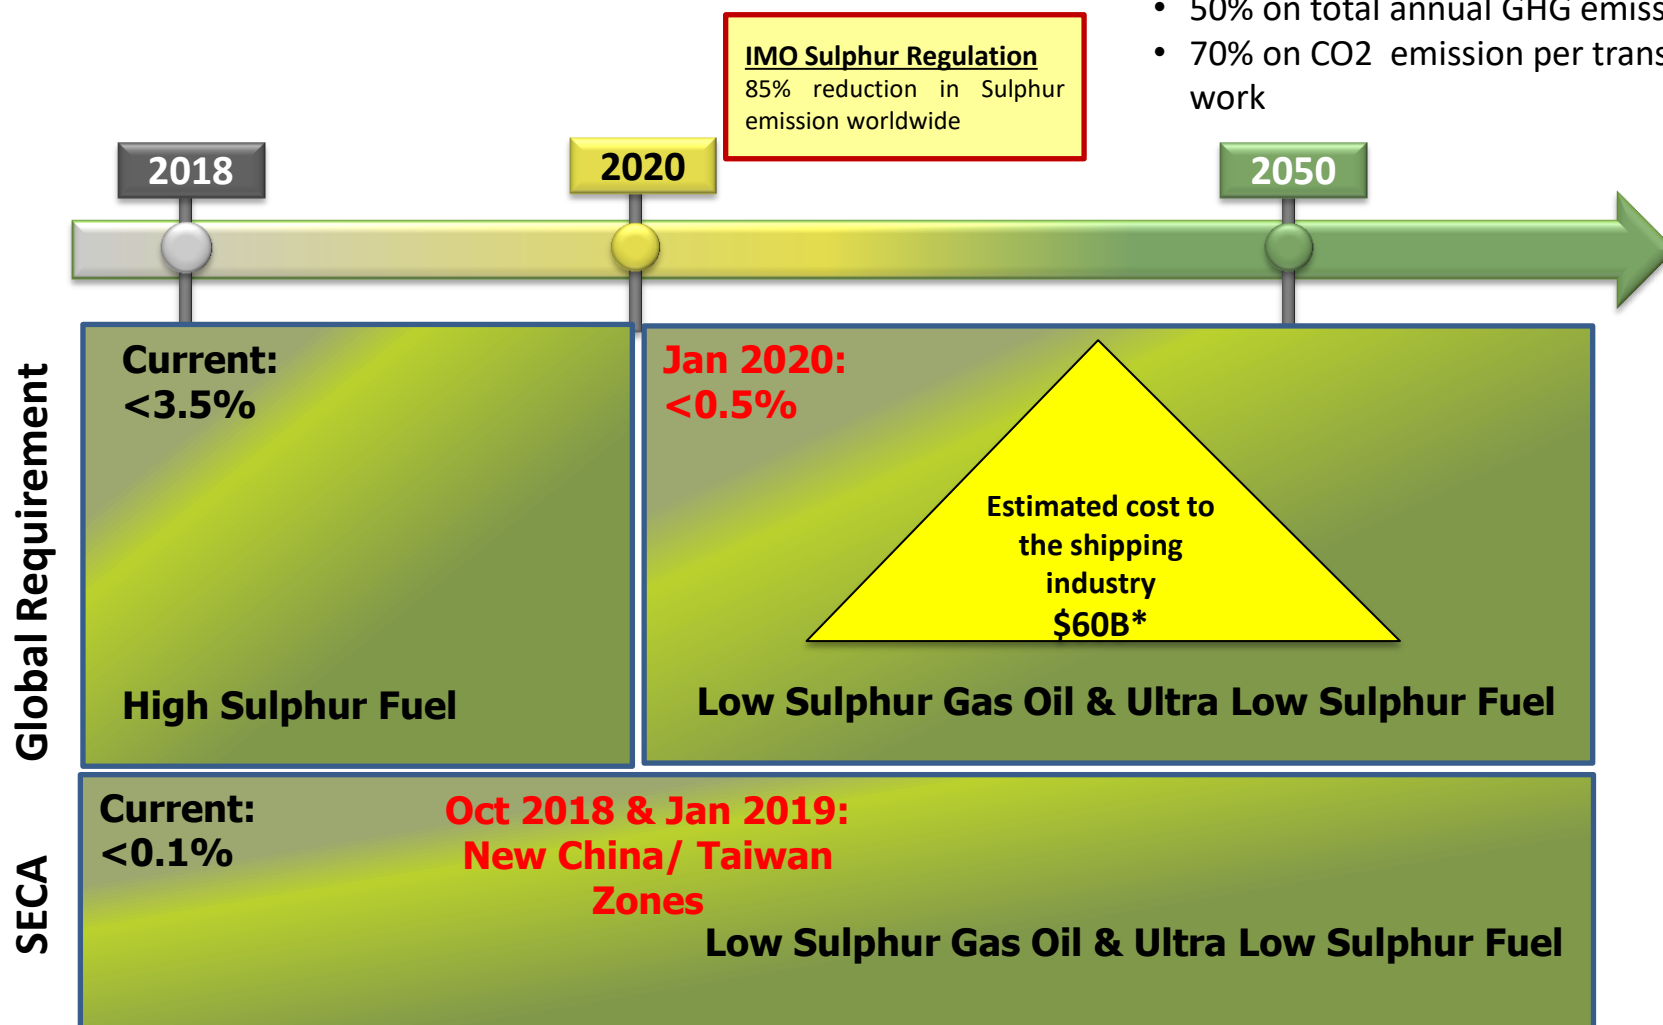 • 50% on total annual GHG
• 70% on CO2 emission per
work
IMO Sulphur Regulation
85% reduction in Sulphur
emission worldwide
2018
2020
2050
Global Requirement
Current:
<3.5%
High Sulphur Fuel
Jan 2020:
<0.5%
Estimated cost to
the shipping
industry
$60B*
Low Sulphur Gas Oil & Ultra Low Sulphur Fuel
SECA
Current:
<0.1%
Oct 2018 & Jan 2019:
New China/ Taiwan
Zones
Low Sulphur Gas Oil & Ultra Low Sulphur Fuel